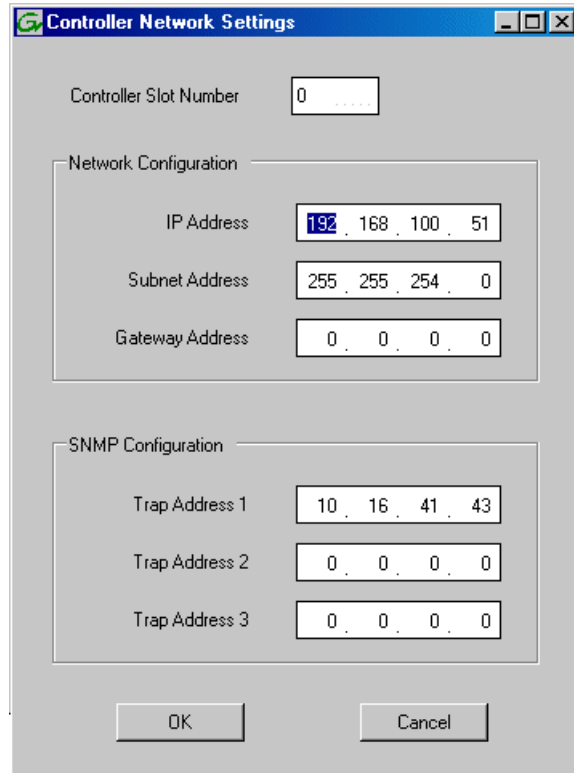 Controller Network Settings
Controller Slot Number 0 .....
Network Configuration
IP Address 192 . 168 . 100 . 51
Subnet Address 255 . 255 . 254 . 0
Gateway Address 0 . 0 . 0 . 0
SNMP Configuration
Trap Address 1 10 . 16 . 41 . 43
Trap Address 2 0 . 0 . 0 . 0
Trap Address 3 0 . 0 . 0 . 0
OK Cancel